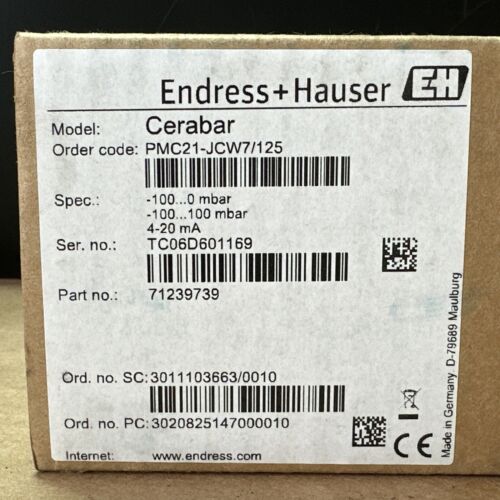 Endress+Hauser EH
Model: Cerabar
Order code: PMC21-JCW7/125
Spec.: -100...0 mbar
-100...100 mbar
4-20 mA
Ser. no.: TC06D601169
Part no.: 71239739
Ord. no. SC: 3011103663/0010
Ord. no. PC: 3020825147000010
Internet: www.endress.com
CE
Made in Germany D-79689 Maulburg